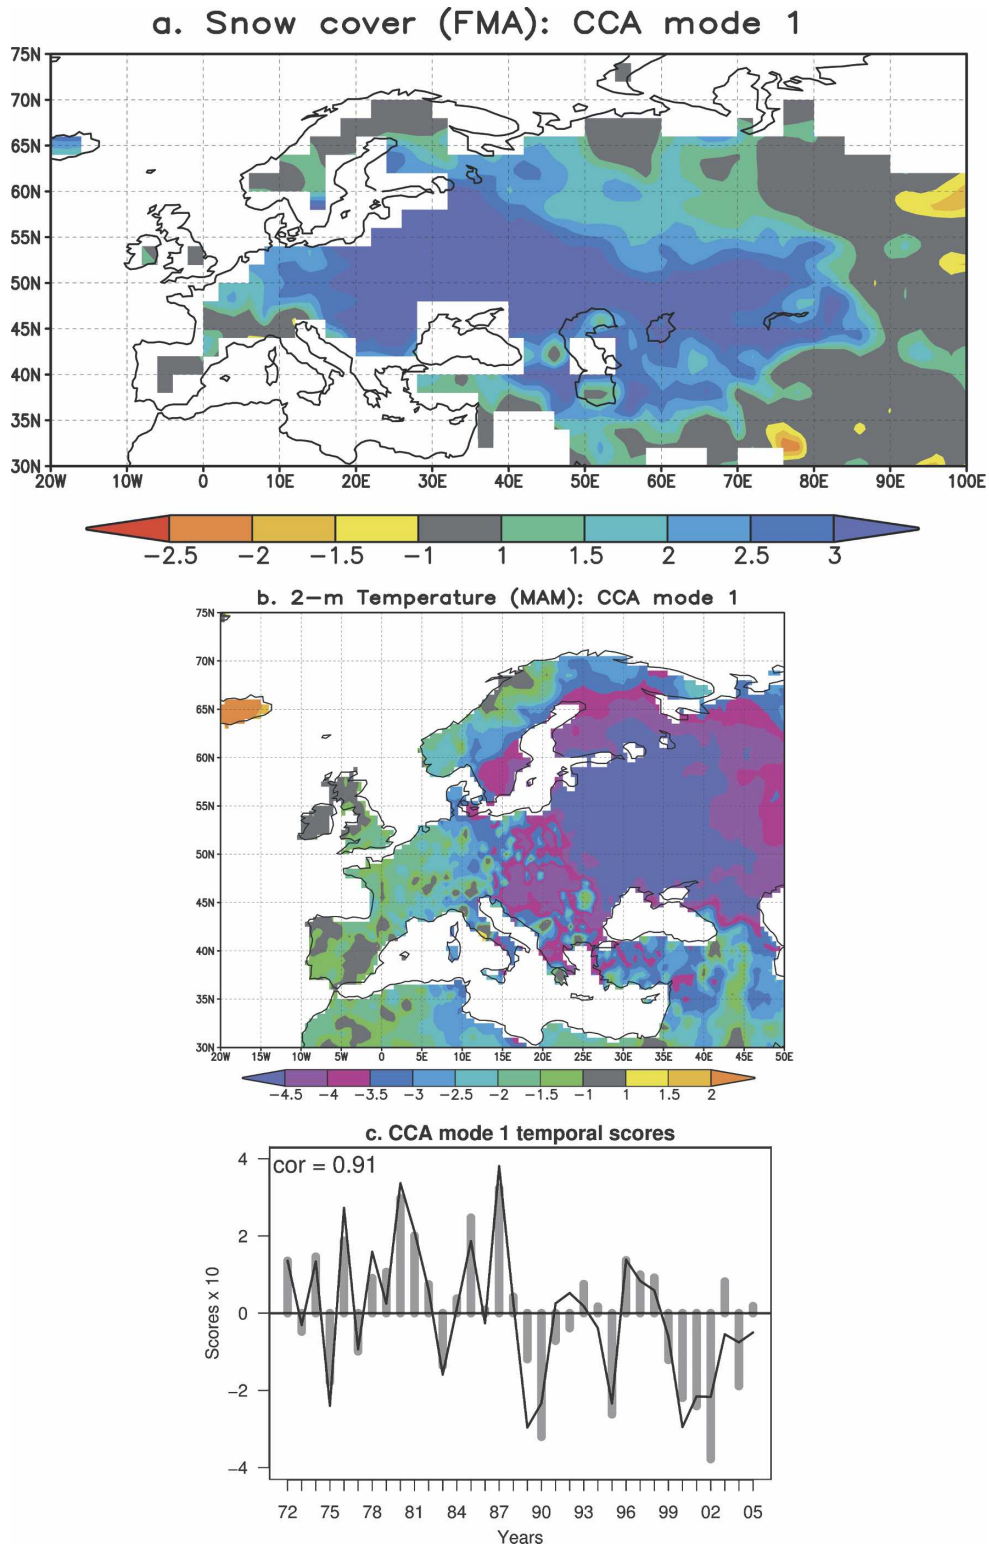 a. Snow cover (FMA): CCA mode 1
75N
70N
65N
60N
55N
50N
45N
40N
35N
30N
20W 10W 0 10E 20E 30E 40E 50E 60E 70E 80E 90E 100E
−2.5 −2 −1.5 −1 1 1.5 2 2.5 3
b. 2−m Temperature (MAM): CCA mode 1
75N
70N
65N
60N
55N
50N
45N
40N
35N
30N
20W 15W 10W 5W 0 5E 10E 15E 20E 25E 30E 35E 40E 45E 50E
−4.5 −4 −3.5 −3 −2.5 −2 −1.5 −1 1 1.5 2
c. CCA mode 1 temporal scores
cor = 0.91
4
2
0
−2
−4
Scores x 10
72 75 78 81 84 87 90 93 96 99 02 05
Years